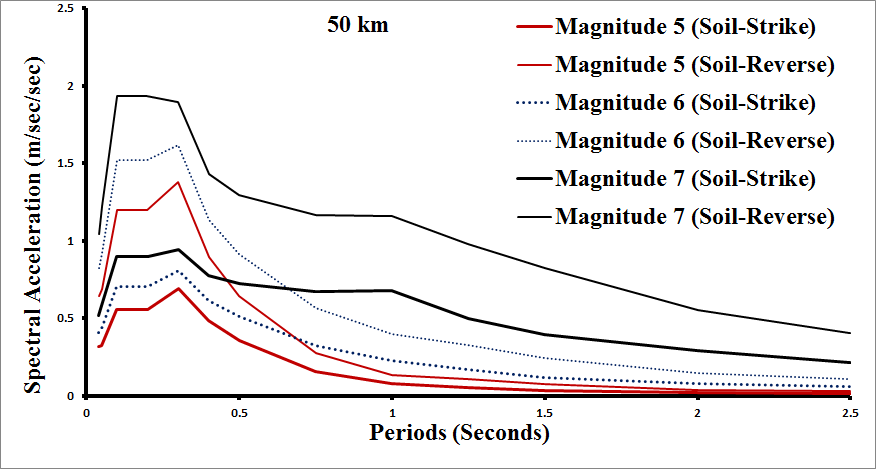 50 km
Magnitude 5 (Soil-Strike)
Magnitude 5 (Soil-Reverse)
Magnitude 6 (Soil-Strike)
Magnitude 6 (Soil-Reverse)
Magnitude 7 (Soil-Strike)
Magnitude 7 (Soil-Reverse)
Spectral Acceleration (m/sec/sec)
2.5
2
1.5
1
0.5
0
0 0.5 1 1.5 2 2.5
Periods (Seconds)